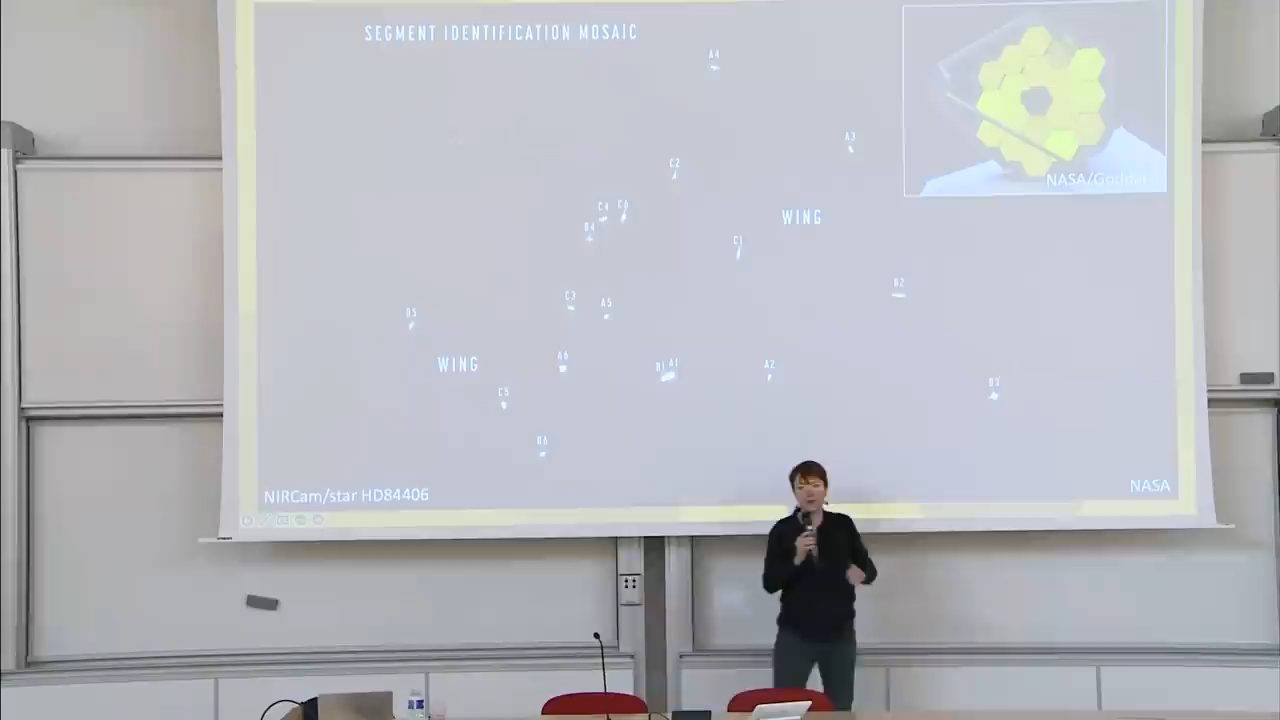 SEGMENT IDENTIFICATION MOSAIC
A4
A3
C2
NASA/Goddar
C4 C6
WING
B4
C1
B2
C3
A5
B5
A6
WING
B1 A1
A2
B3
C5
B6
NIRCam/star HD84406
NASA